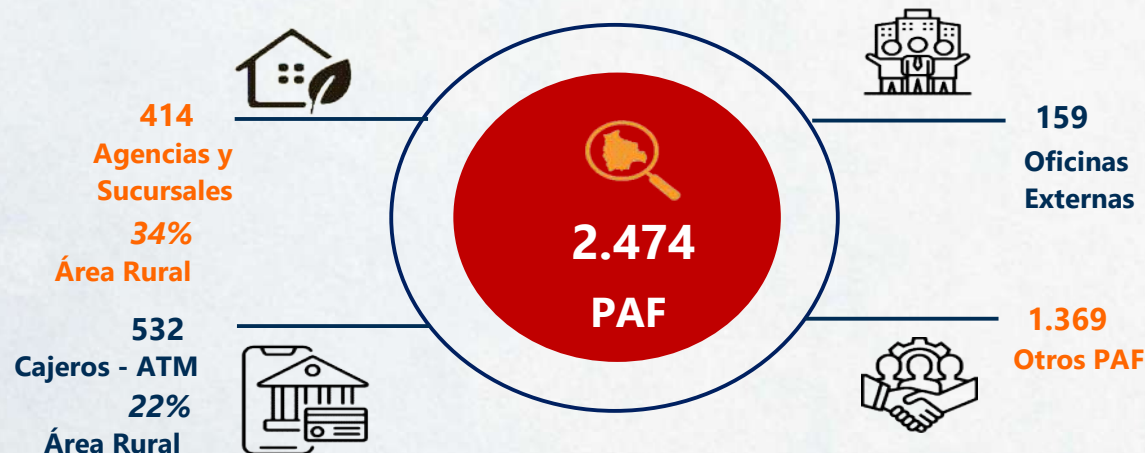 414
Agencias y
Sucursales
34%
Área Rural
532
Cajeros - ATM
22%
Área Rural
2.474
PAF
159
Oficinas
Externas
1.369
Otros PAF